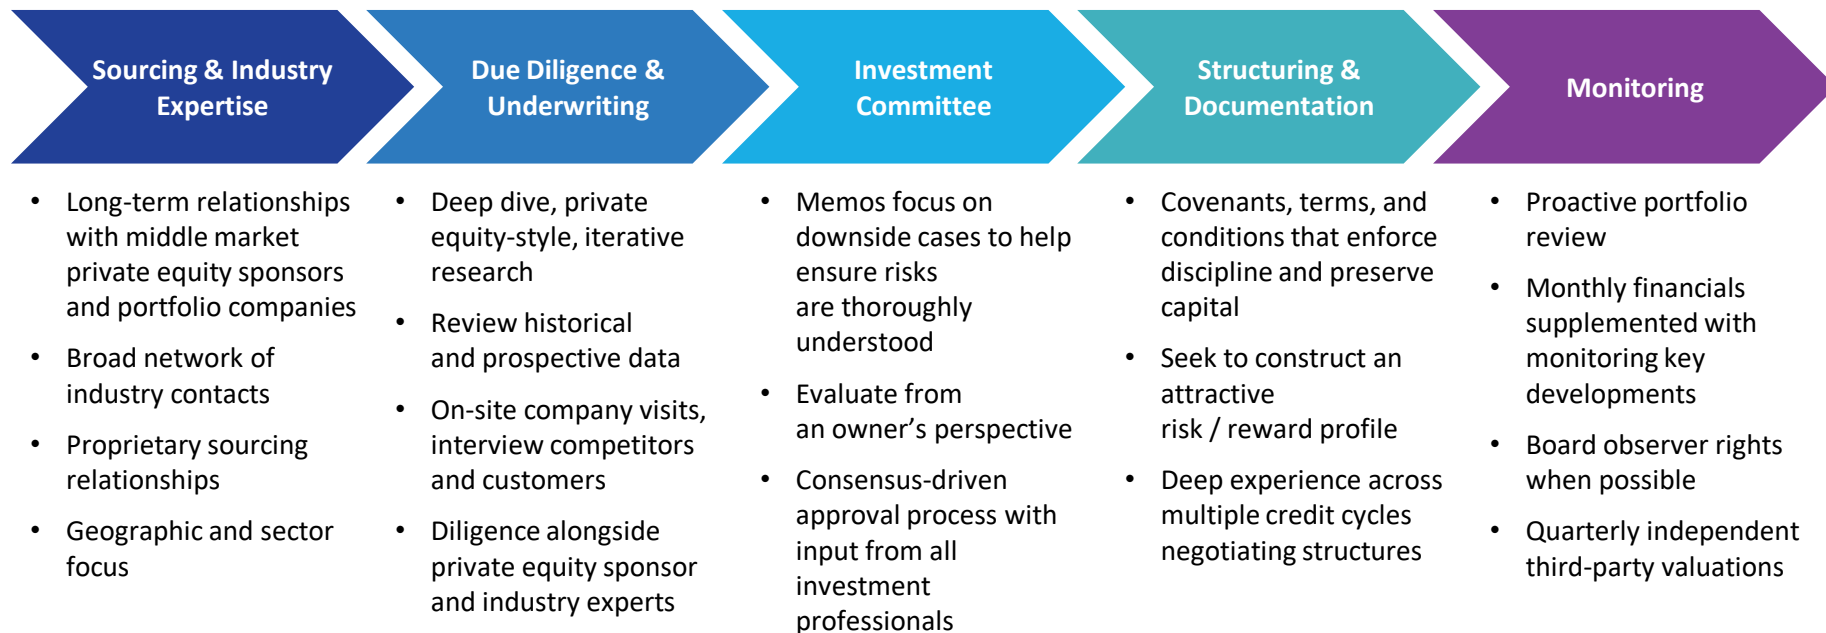 Sourcing & Industry
Expertise
Due Diligence &
Underwriting
Investment
Committee
Structuring &
Documentation
Monitoring
• Long-term relationships
with middle market
private equity sponsors
and portfolio companies
• Broad network of
industry contacts
• Proprietary sourcing
relationships
• Geographic and sector
focus
• Deep dive, private
equity-style, iterative
research
• Review historical
and prospective data
• On-site company visits,
interview competitors
and customers
• Diligence alongside
private equity sponsor
and industry experts
• Memos focus on
downside cases to help
ensure risks
are thoroughly
understood
• Evaluate from
an owner’s perspective
• Consensus-driven
approval process with
input from all
investment
professionals
• Covenants, terms, and
conditions that enforce
discipline and preserve
capital
• Seek to construct an
attractive
risk / reward profile
• Deep experience across
multiple credit cycles
negotiating structures
• Proactive portfolio
review
• Monthly financials
supplemented with
monitoring key
developments
• Board observer rights
when possible
• Quarterly independent
third-party valuations